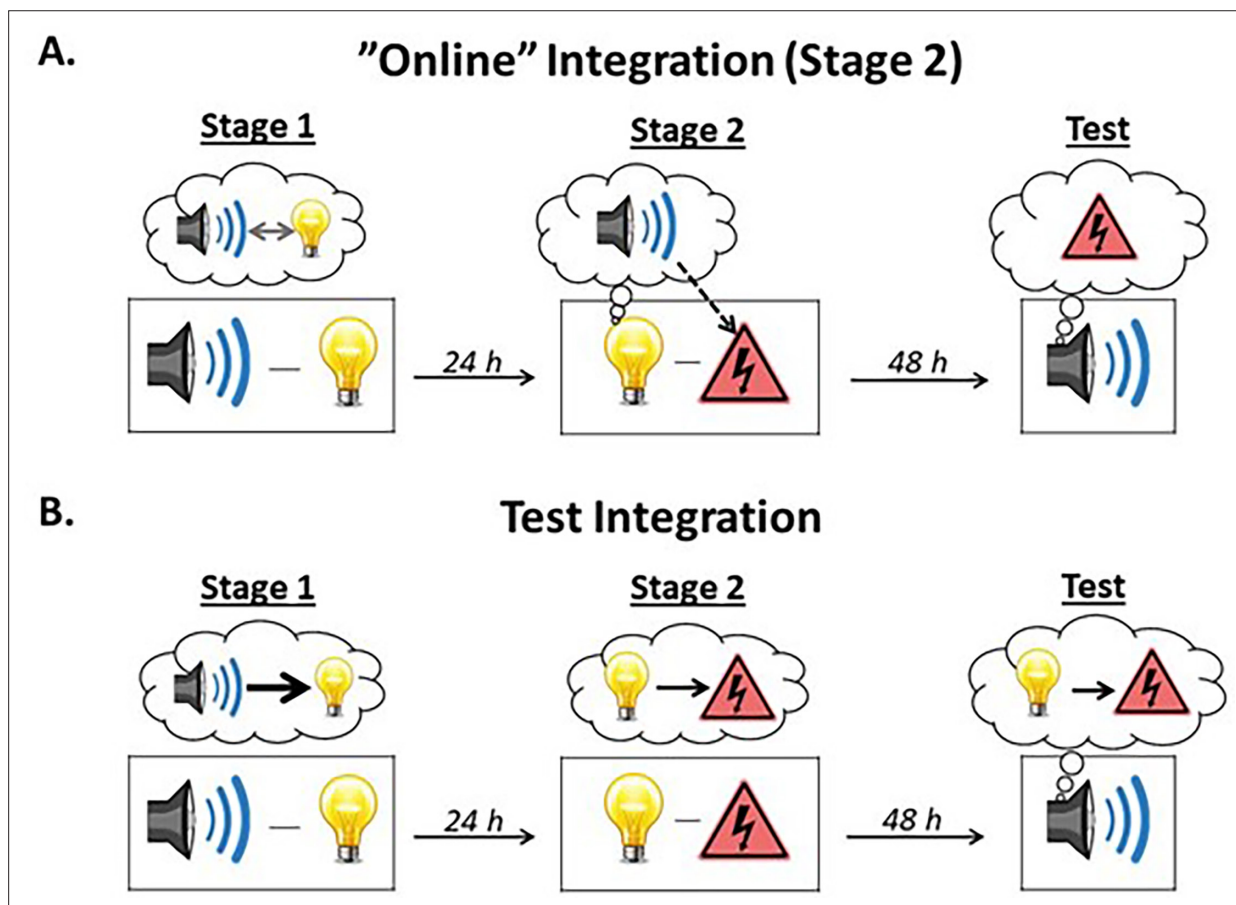 A.
”Online” Integration (Stage 2)
Stage 1
Stage 2
Test
24 h
48 h
B.
Test Integration
Stage 1
Stage 2
Test
24 h
48 h